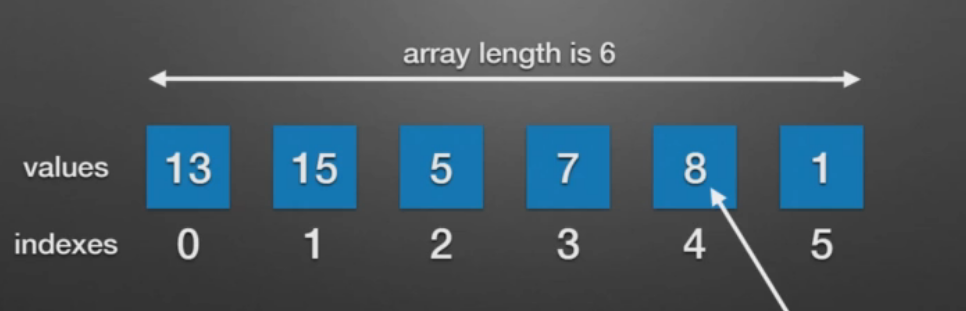 array length is 6
values 13 15 5 7 8 1
indexes 0 1 2 3 4 5